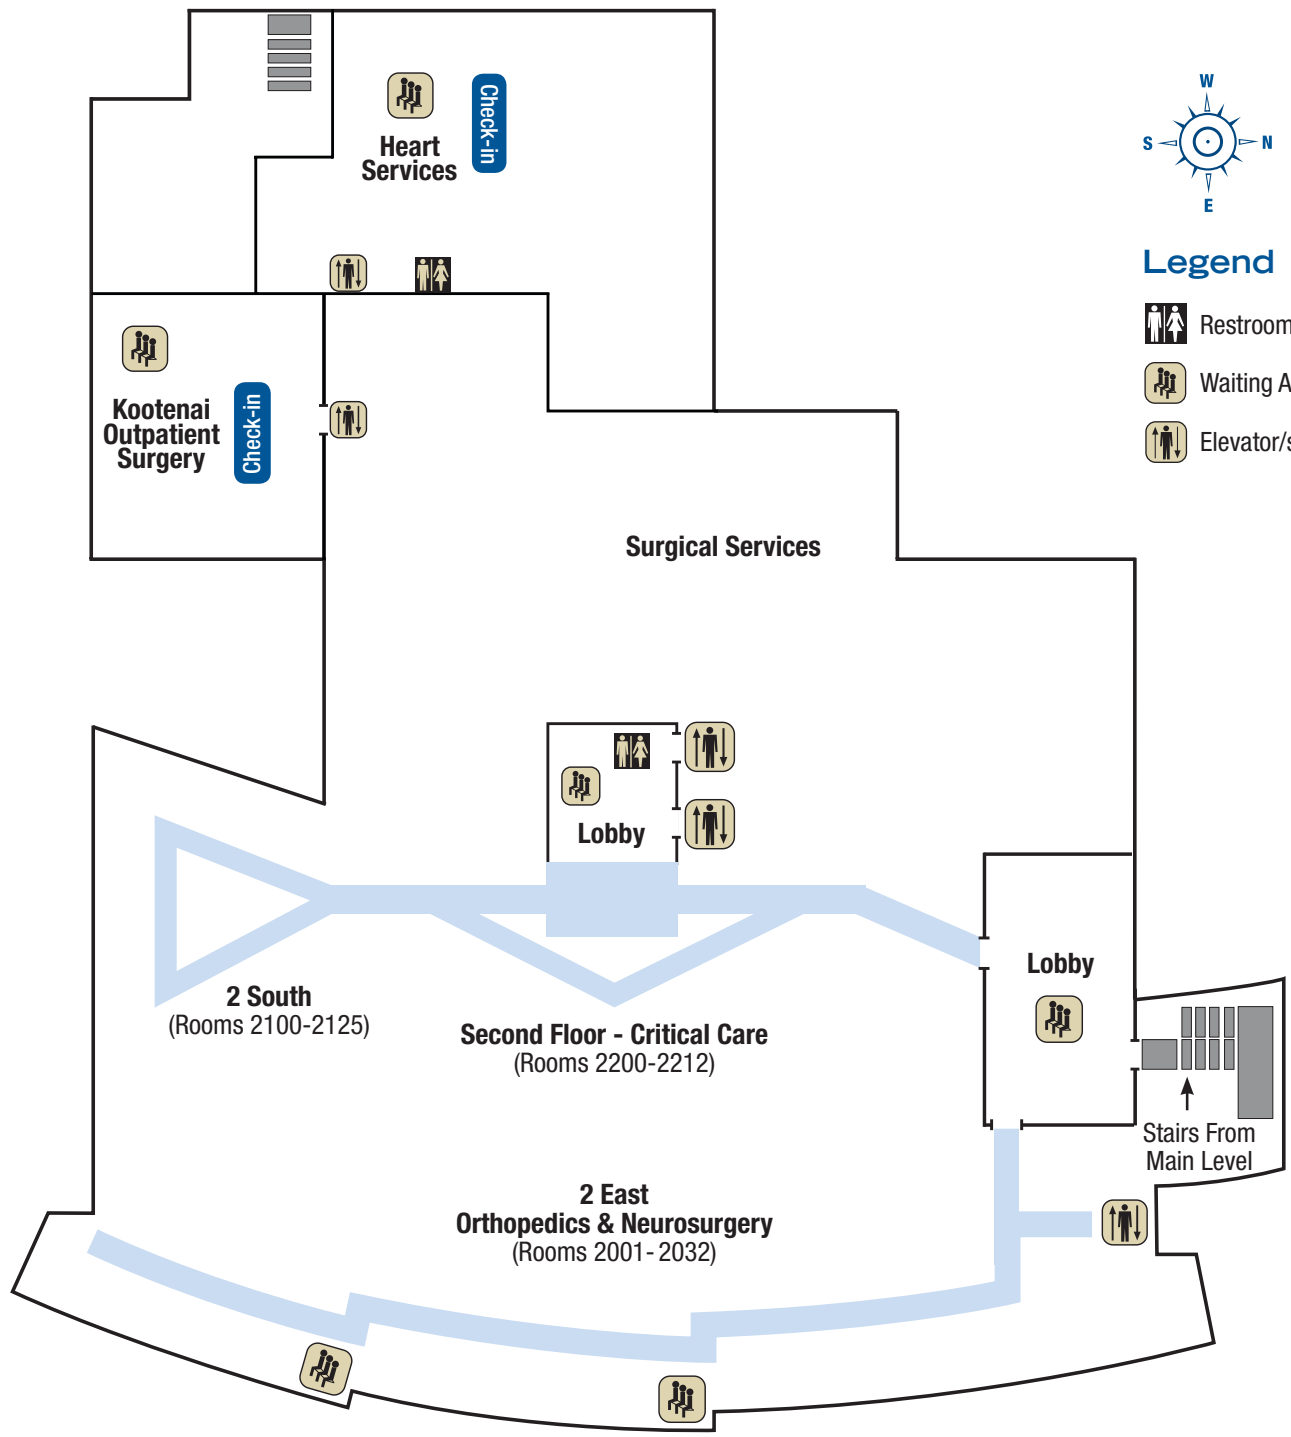 W
S
N
E
Legend
Restroom
Waiting A
Elevator/s
Heart
Services
Check-in
Kootenai
Outpatient
Surgery
Check-in
Surgical Services
Lobby
Lobby
2 South
(Rooms 2100-2125)
Second Floor - Critical Care
(Rooms 2200-2212)
Stairs From
Main Level
2 East
Orthopedics & Neurosurgery
(Rooms 2001-2032)